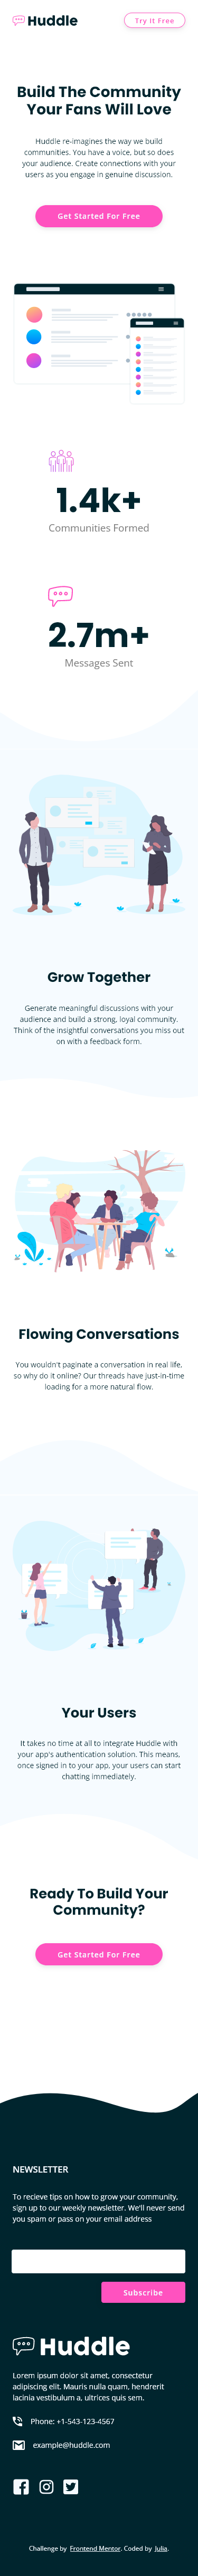 Huddle
Try It Free
Build The Community
Your Fans Will Love
Huddle re-imagines the way we build
communities. You have a voice, but so does
your audience. Create connections with your
users as you engage in genuine discussion.
Get Started For Free
1.4k+
Communities Formed
2.7m+
Messages Sent
Grow Together
Generate meaningful discussions with your
audience and build a strong, loyal community.
Think of the insightful conversations you miss out
on with a feedback form.
Flowing Conversations
You wouldn't paginate a conversation in real life,
so why do it online? Our threads have just-in-time
loading for a more natural flow.
Your Users
It takes no time at all to integrate Huddle with
your app's authentication solution. This means,
once signed in to your app, your users can start
chatting immediately.
Ready To Build Your
Community?
Get Started For Free
NEWSLETTER
To recieve tips on how to grow your community,
sign up to our weekly newsletter. We'll never send
you spam or pass on your email address
Subscribe
Huddle
Lorem ipsum dolor sit amet, consectetur
adipiscing elit. Mauris nulla quam, hendrerit
lacinia vestibulum a, ultrices quis sem.
Phone: +1-543-123-4567
example@huddle.com
Challenge by Frontend Mentor. Coded by Julia.